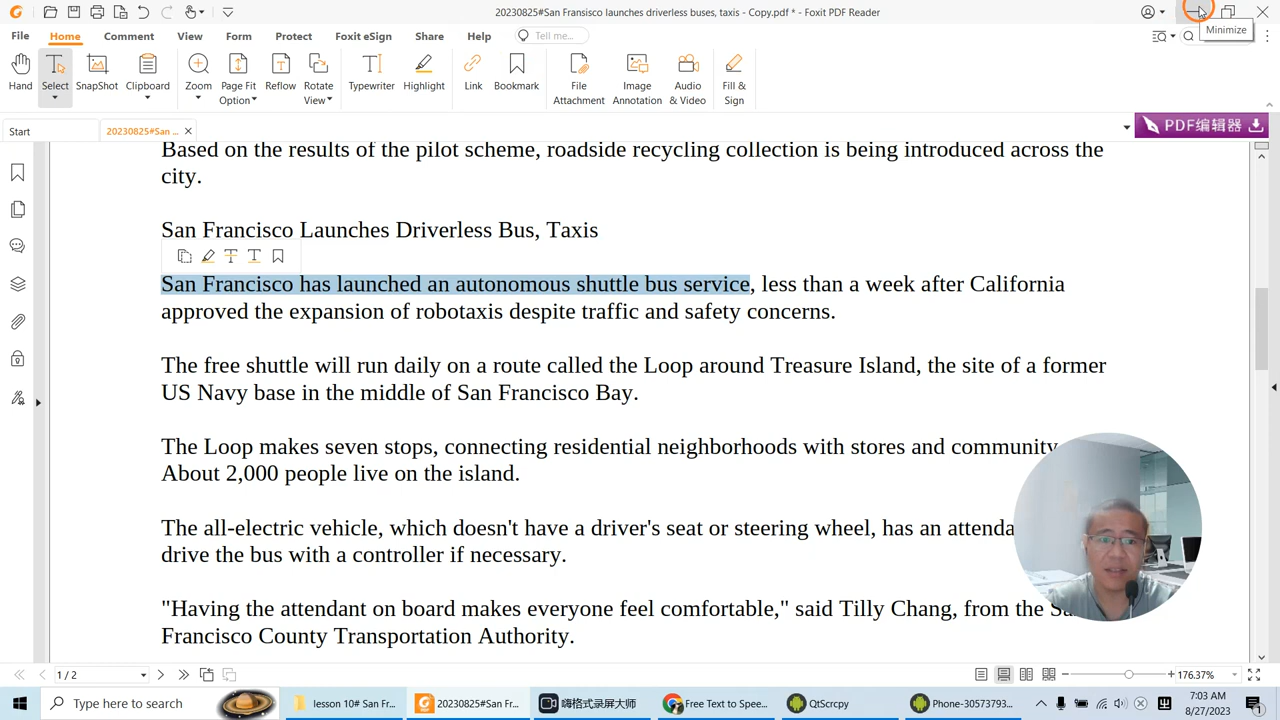 20230825#San Fransisco launches driverless buses, taxis - Copy.pdf * - Foxit PDF Reader
Minimize
File Home Comment View Form Protect Foxit eSign Share Help Tell me...
Hand Select SnapShot Clipboard Zoom Page Fit Option Reflow Rotate View Typewriter Highlight Link Bookmark File Attachment Image Annotation Audio & Video Fill & Sign
Start 20230825#San ... PDF编辑器
Based on the results of the pilot scheme, roadside recycling collection is being introduced across the
city.
San Francisco Launches Driverless Bus, Taxis
San Francisco has launched an autonomous shuttle bus service, less than a week after California
approved the expansion of robotaxis despite traffic and safety concerns.
The free shuttle will run daily on a route called the Loop around Treasure Island, the site of a former
US Navy base in the middle of San Francisco Bay.
The Loop makes seven stops, connecting residential neighborhoods with stores and community
About 2,000 people live on the island.
The all-electric vehicle, which doesn't have a driver's seat or steering wheel, has an attenda
drive the bus with a controller if necessary.
"Having the attendant on board makes everyone feel comfortable," said Tilly Chang, from the Sa
Francisco County Transportation Authority.
1 / 2 176.37%
Type here to search lesson 10# San Fr... 20230825#San Fr... 嗨格式录屏大师 Free Text to Spee... QtScrcpy Phone-30573793... 7:03 AM
8/27/2023 1